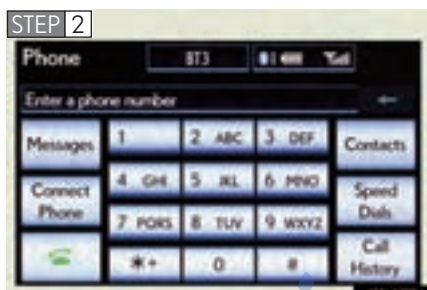 STEP 2
Phone BT3
Enter a phone number
Messages 1 2 ABC 3 DEF Contacts
Connect Phone 4 GHI 5 JKL 6 MNO Speed Dials
7 PQRS 8 TUV 9 WXYZ
*+ 0 # Call History